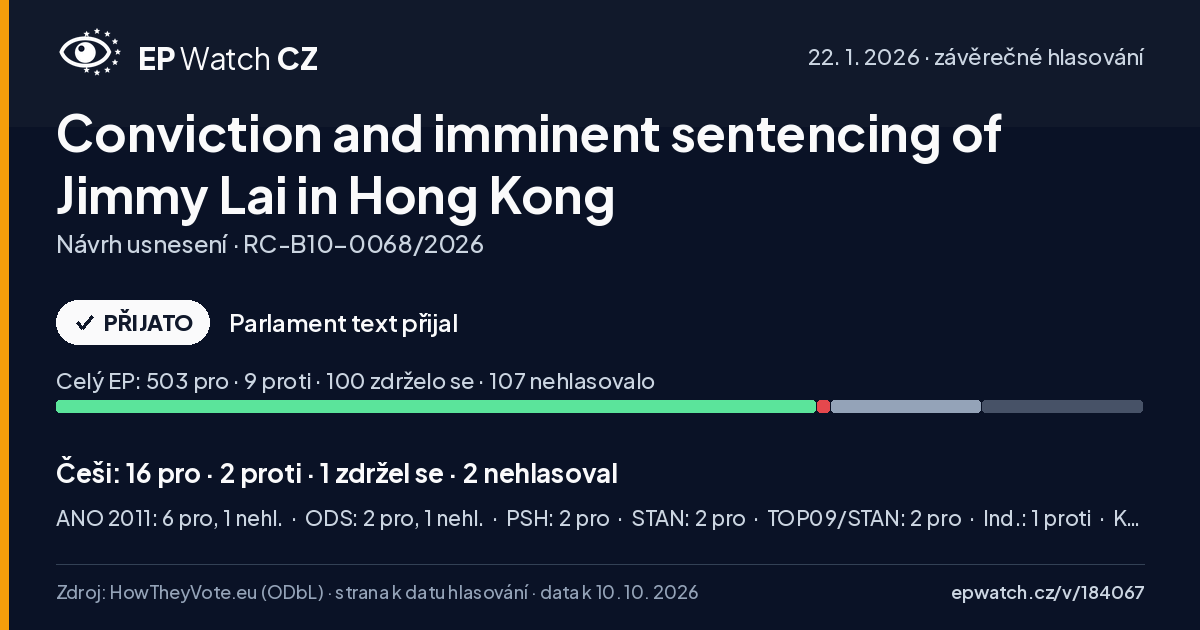 EP Watch CZ
22. 1. 2026 · závěrečné hlasování
Conviction and imminent sentencing of
Jimmy Lai in Hong Kong
Návrh usnesení · RC-B10-0068/2026
✓ PŘIJATO Parlament text přijal
Celý EP: 503 pro · 9 proti · 100 zdrželo se · 107 nehlasovalo
Češi: 16 pro · 2 proti · 1 zdržel se · 2 nehlasoval
ANO 2011: 6 pro, 1 nehl. · ODS: 2 pro, 1 nehl. · PSH: 2 pro · STAN: 2 pro · TOP09/STAN: 2 pro · Ind.: 1 proti · K…
Zdroj: HowTheyVote.eu (ODbL) · strana k datu hlasování · data k 10. 10. 2026
epwatch.cz/v/184067